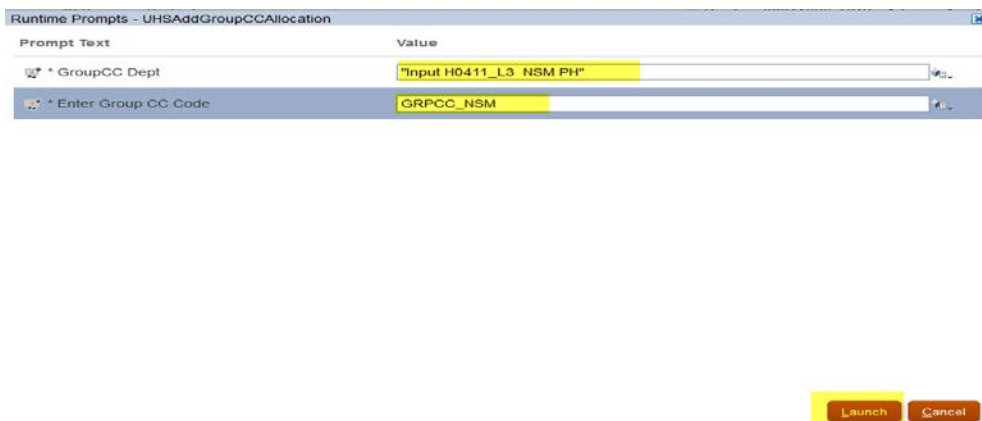 Runtime Prompts - UHSAddGroupCCAllocation
Prompt Text Value
* GroupCC Dept "Input H0411_L3 NSM PH"
* Enter Group CC Code GRPCC_NSM
Launch Cancel